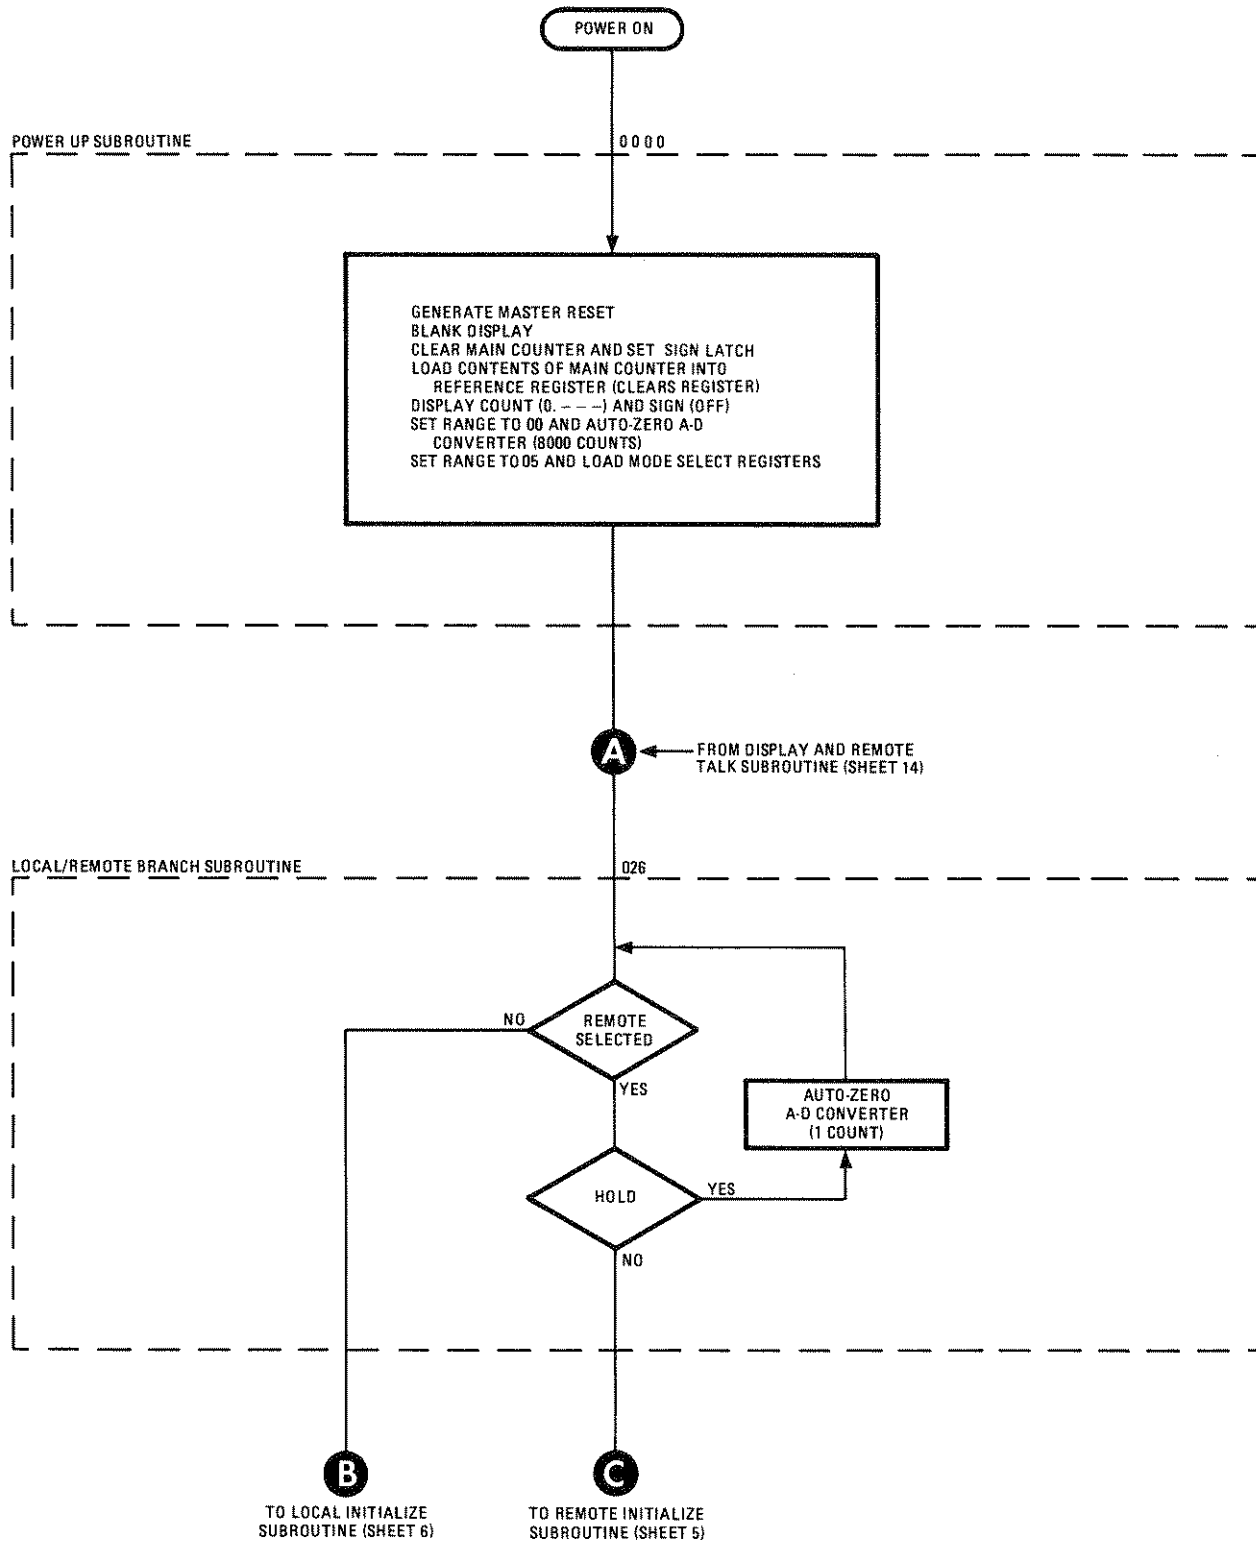 POWER ON
POWER UP SUBROUTINE
0000
GENERATE MASTER RESET
BLANK DISPLAY
CLEAR MAIN COUNTER AND SET SIGN LATCH
LOAD CONTENTS OF MAIN COUNTER INTO
REFERENCE REGISTER (CLEARS REGISTER)
DISPLAY COUNT (0. – – –) AND SIGN (OFF)
SET RANGE TO 00 AND AUTO-ZERO A-D
CONVERTER (8000 COUNTS)
SET RANGE TO 05 AND LOAD MODE SELECT REGISTERS
A
FROM DISPLAY AND REMOTE
TALK SUBROUTINE (SHEET 14)
LOCAL/REMOTE BRANCH SUBROUTINE
026
NO
REMOTE
SELECTED
YES
AUTO-ZERO
A-D CONVERTER
(1 COUNT)
HOLD
YES
NO
B
TO LOCAL INITIALIZE
SUBROUTINE (SHEET 6)
C
TO REMOTE INITIALIZE
SUBROUTINE (SHEET 5)